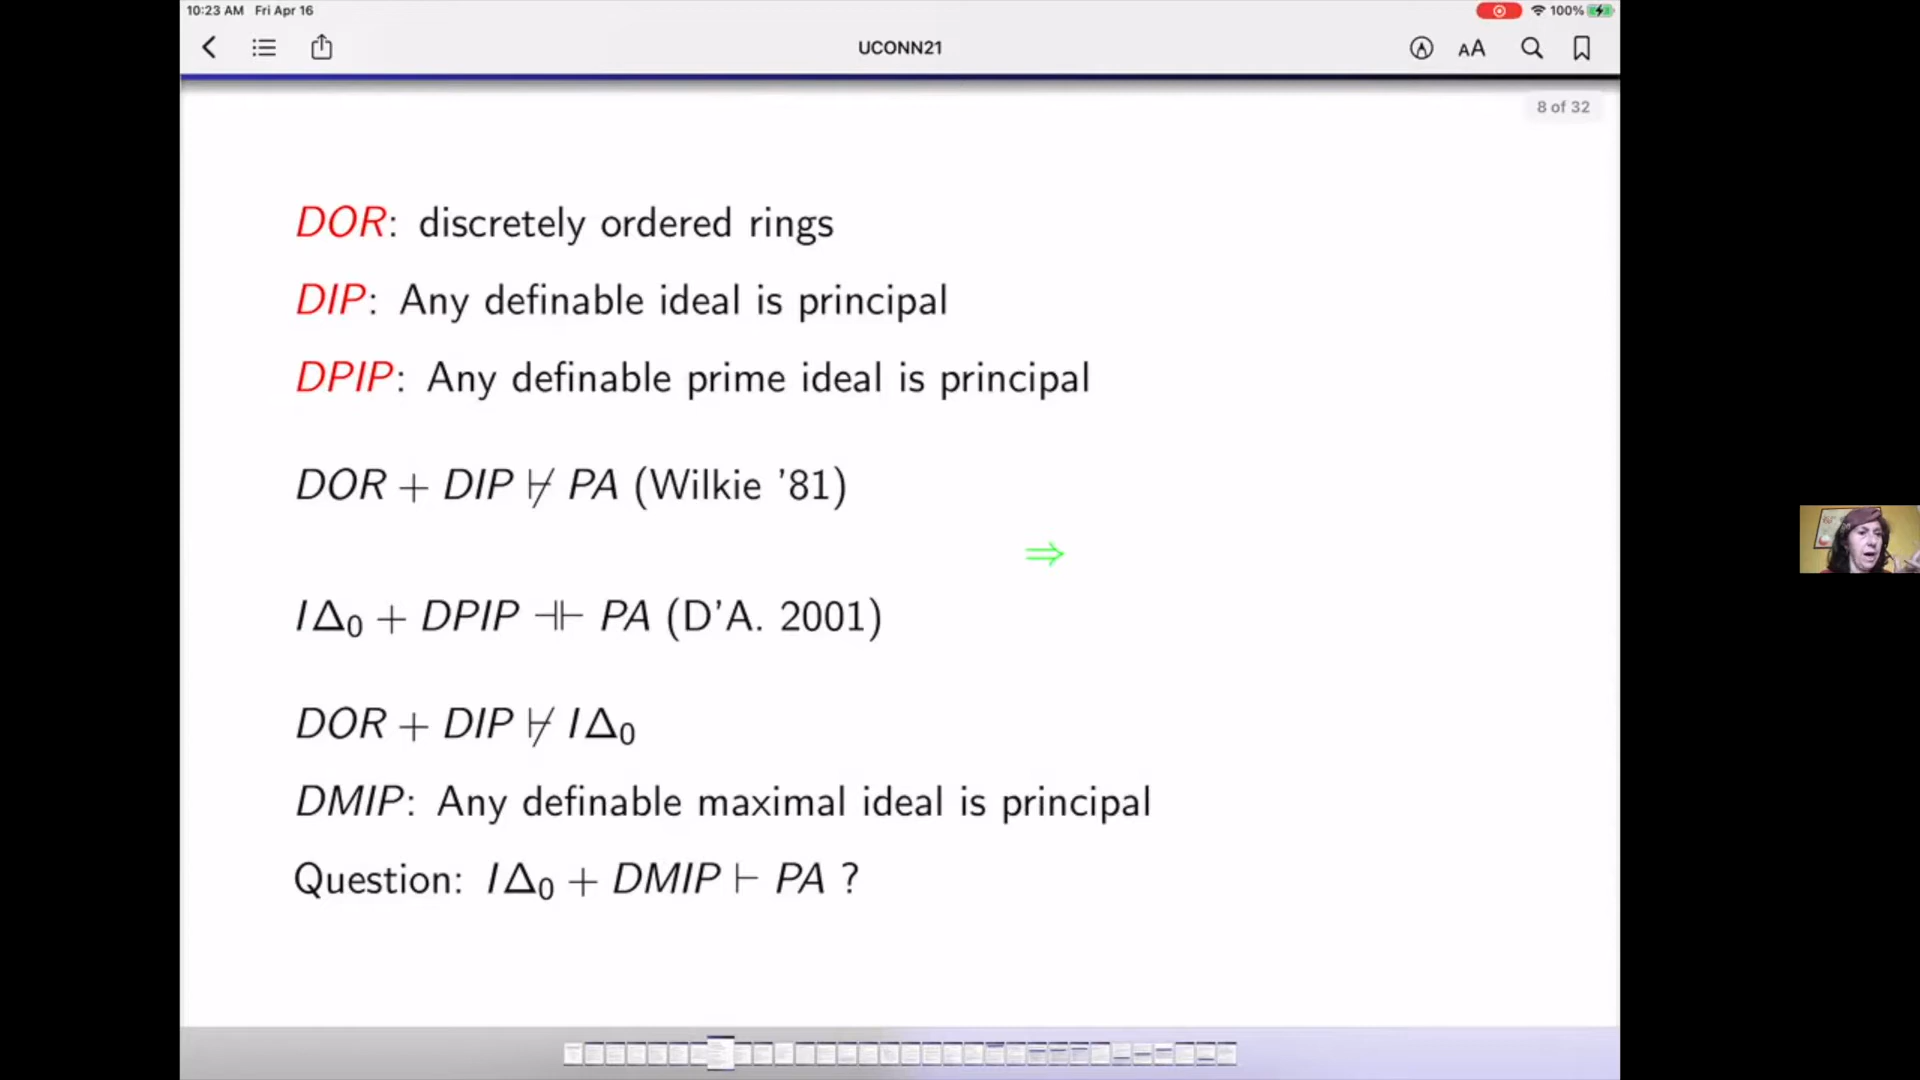 10:23 AM Fri Apr 16
100%
UCONN21
AA
8 of 32
DOR: discretely ordered rings
DIP: Any definable ideal is principal
DPIP: Any definable prime ideal is principal
DOR + DIP ⊬ PA (Wilkie '81)
⇒
IΔ₀ + DPIP ⊣⊢ PA (D'A. 2001)
DOR + DIP ⊬ IΔ₀
DMIP: Any definable maximal ideal is principal
Question: IΔ₀ + DMIP ⊢ PA ?